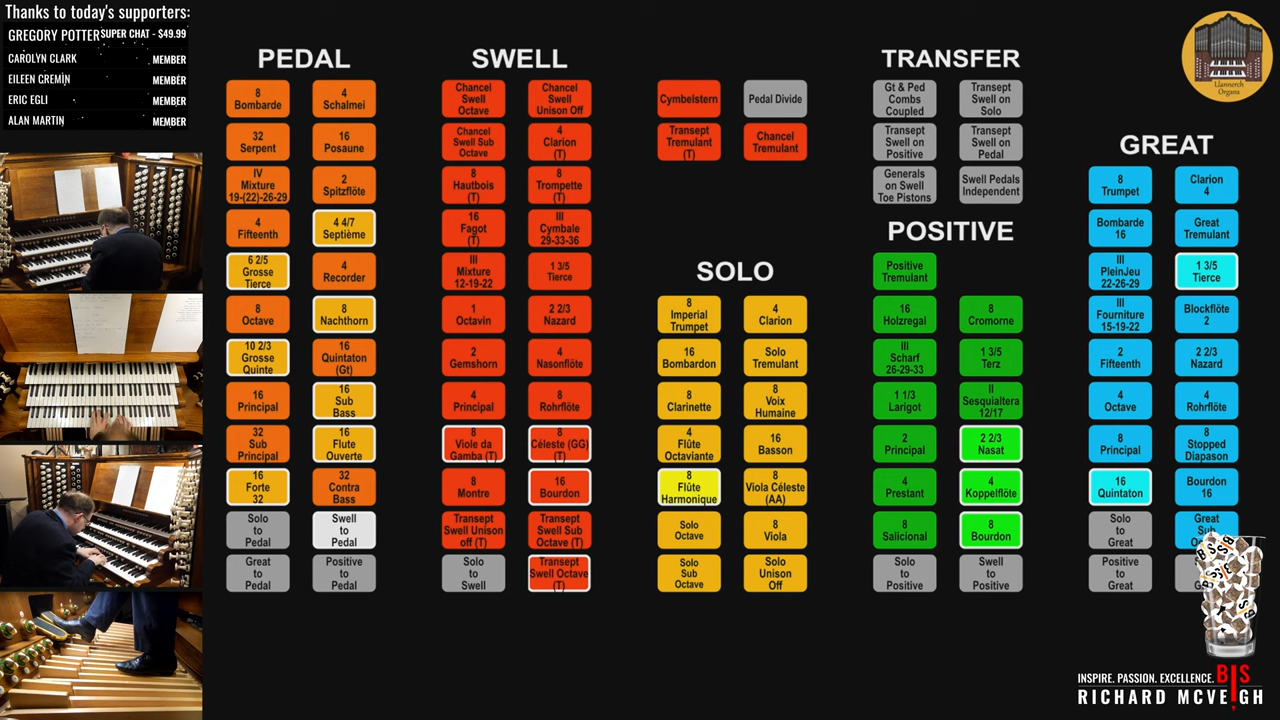 Thanks to today's supporters:
GREGORY POTTER SUPER CHAT - $49.99
CAROLYN CLARK MEMBER
EILEEN GREMIN MEMBER
ERIC EGLI MEMBER
ALAN MARTIN MEMBER
PEDAL
8
Bombarde
4
Schalmei
32
Serpent
16
Posaune
IV
Mixture
19-(22)-26-29
2
Spitzflöte
4
Fifteenth
4 4/7
Septième
6 2/5
Grosse
Tierce
4
Recorder
8
Octave
8
Nachthorn
10 2/3
Grosse
Quinte
16
Quintaton
(Gt)
16
Principal
16
Sub
Bass
32
Sub
Principal
16
Flute
Ouverte
16
Forte
32
32
Contra
Bass
Solo
to
Pedal
Swell
to
Pedal
Great
to
Pedal
Positive
to
Pedal
SWELL
Chancel
Swell
Octave
Chancel
Swell
Unison Off
Chancel
Swell Sub
Octave
4
Clarion
(T)
8
Hautbois
(T)
8
Trompette
(T)
16
Fagot
(T)
III
Cymbale
29-33-36
III
Mixture
12-19-22
1 3/5
Tierce
1
Octavin
2 2/3
Nazard
2
Gemshorn
4
Nasonflöte
4
Principal
8
Rohrflöte
8
Viole da
Gamba (T)
8
Céleste (GG)
(T)
8
Montre
16
Bourdon
Transept
Swell Unison
off (T)
Transept
Swell Sub
Octave (T)
Solo
to
Swell
Transept
Swell Octave
(T)
Cymbelstern
Pedal Divide
Transept
Tremulant
(T)
Chancel
Tremulant
SOLO
8
Imperial
Trumpet
4
Clarion
16
Bombardon
Solo
Tremulant
8
Clarinette
8
Voix
Humaine
4
Flûte
Octaviante
16
Basson
8
Flûte
Harmonique
8
Viola Céleste
(AA)
Solo
Octave
8
Viola
Solo
Sub
Octave
Solo
Unison
Off
TRANSFER
Gt & Ped
Combs
Coupled
Transept
Swell on
Solo
Transept
Swell on
Positive
Transept
Swell on
Pedal
Generals
on Swell
Toe Pistons
Swell Pedals
Independent
POSITIVE
Positive
Tremulant
16
Holzregal
8
Cromorne
III
Scharf
26-29-33
1 3/5
Terz
1 1/3
Larigot
II
Sesquialtera
12/17
2
Principal
2 2/3
Nasat
4
Prestant
4
Koppelflöte
8
Salicional
8
Bourdon
Solo
to
Positive
Swell
to
Positive
Llannerch
Organs
GREAT
8
Trumpet
Clarion
4
Bombarde
16
Great
Tremulant
III
PleinJeu
22-26-29
1 3/5
Tierce
III
Fourniture
15-19-22
Blockflöte
2
2
Fifteenth
2 2/3
Nazard
4
Octave
4
Rohrflöte
8
Principal
8
Stopped
Diapason
16
Quintaton
Bourdon
16
Solo
to
Great
Great
Positive
to
Great
INSPIRE. PASSION. EXCELLENCE. BIS
RICHARD MCVEIGH